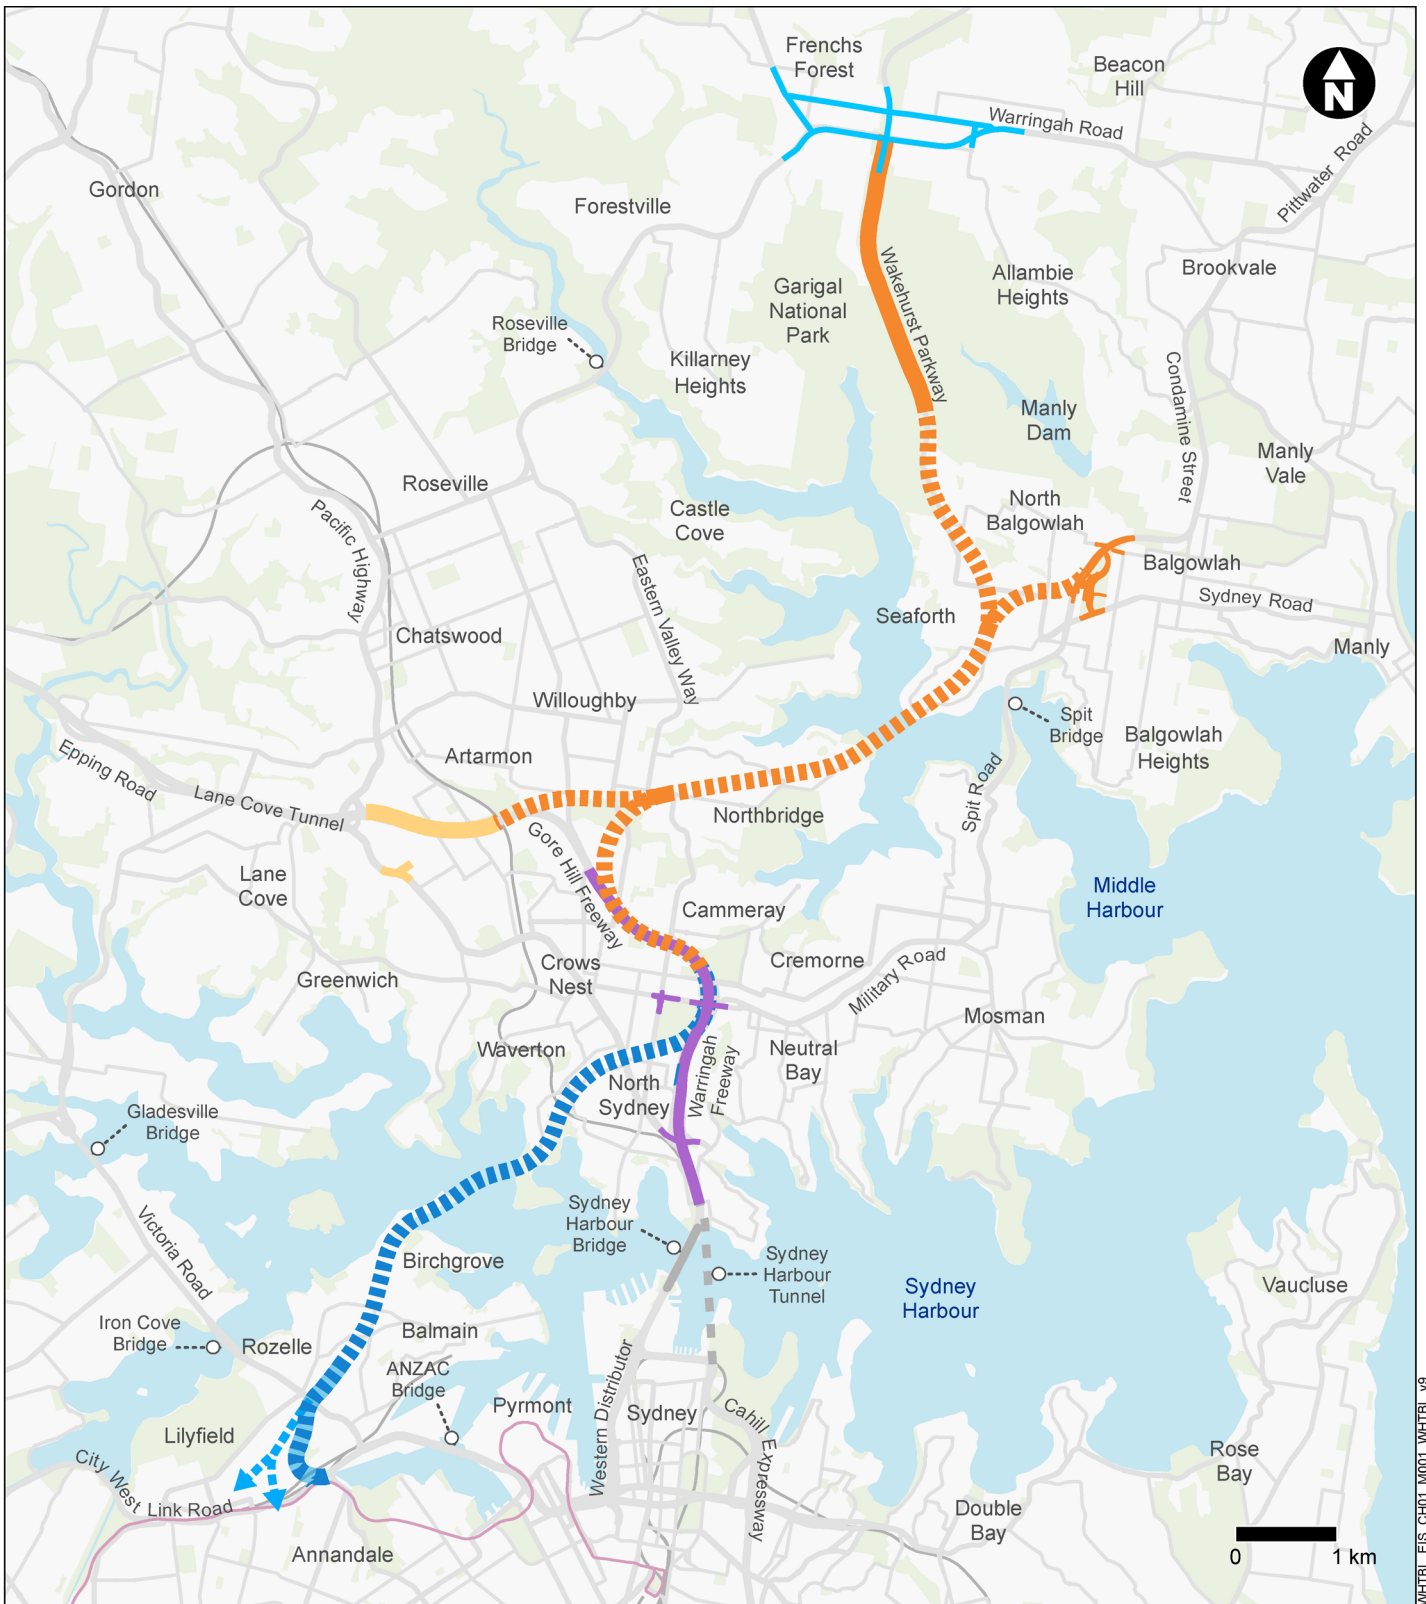 Frenchs
Forest
Beacon
Hill
N
Warringah Road
Pittwater Road
Gordon
Forestville
Wakehurst Parkway
Allambie
Heights
Brookvale
Garigal
National
Park
Roseville
Bridge
Killarney
Heights
Condamine Street
Manly
Dam
Manly
Vale
Roseville
Pacific Highway
Castle
Cove
North
Balgowlah
Balgowlah
Sydney Road
Eastern Valley Way
Seaforth
Chatswood
Manly
Willoughby
Spit
Bridge
Balgowlah
Heights
Artarmon
Epping Road
Lane Cove Tunnel
Spit Road
Northbridge
Gore Hill Freeway
Lane
Cove
Middle
Harbour
Cammeray
Crows
Nest
Cremorne
Military Road
Greenwich
Mosman
Waverton
Neutral
Bay
Warringah
Freeway
North
Sydney
Gladesville
Bridge
Victoria Road
Sydney
Harbour
Bridge
Birchgrove
Sydney
Harbour
Tunnel
Sydney
Harbour
Vaucluse
Iron Cove
Bridge
Rozelle
Balmain
ANZAC
Bridge
Western Distributor
Pyrmont
Sydney
Cahill Expressway
Lilyfield
City West
Link Road
Rose
Bay
Double
Bay
Annandale
0 1 km
WHTBL_EIS_CH01_M001_WHTBL_v9